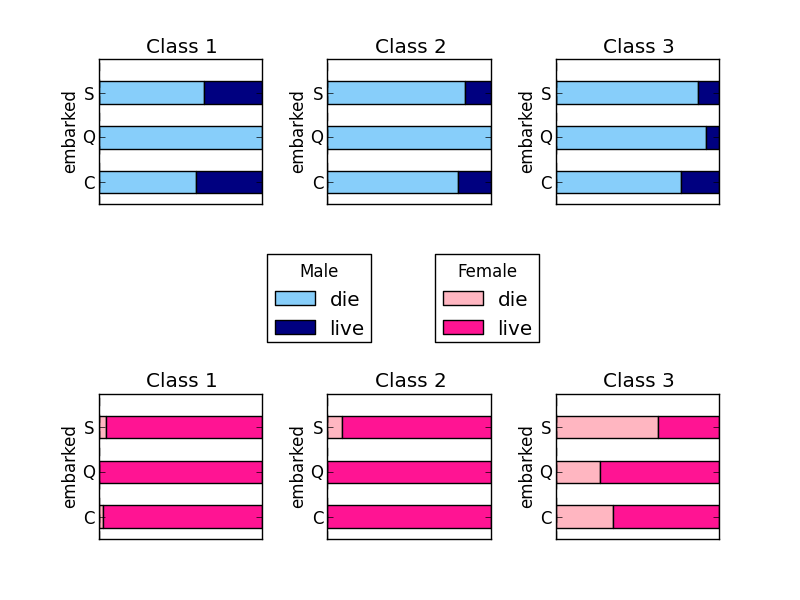 Class 1
Class 2
Class 3
embarked
S
Q
C
embarked
S
Q
C
embarked
S
Q
C
Male
die
live
Female
die
live
Class 1
Class 2
Class 3
embarked
S
Q
C
embarked
S
Q
C
embarked
S
Q
C